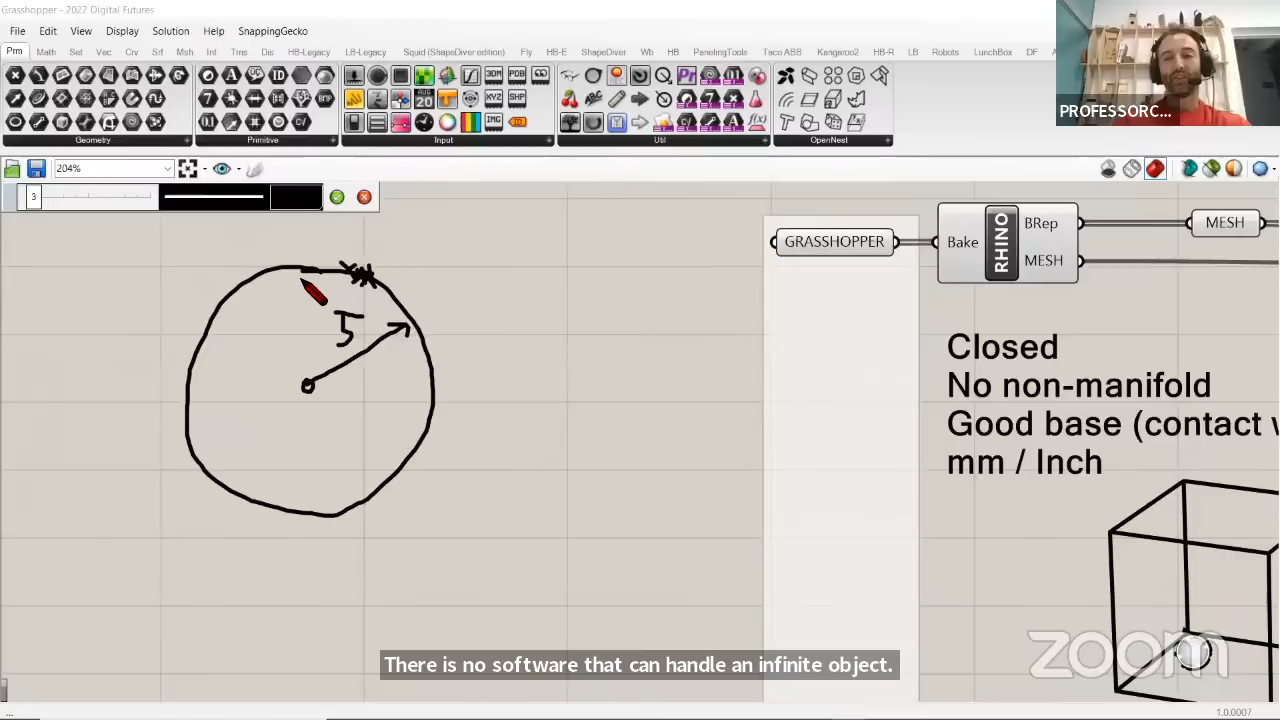 Grasshopper - 2022 Digital Futures
File Edit View Display Solution Help SnappingGecko
Prm Math Set Vec Crv Srf Msh Int Trns Dis HB-Legacy LB-Legacy Squid (ShapeDiver edition) Fly HB-E ShapeDiver Wb HB PanelingTools Taco ABB Kangaroo2 HB-R LB Robots LunchBox DF
Geometry Primitive Input Util OpenNest
PROFESSORC...
204%
3
GRASSHOPPER
Bake
RHINO
BRep
MESH
MESH
5
Closed
No non-manifold
Good base (contact
mm / Inch
There is no software that can handle an infinite object.
zoom
1.0.0007